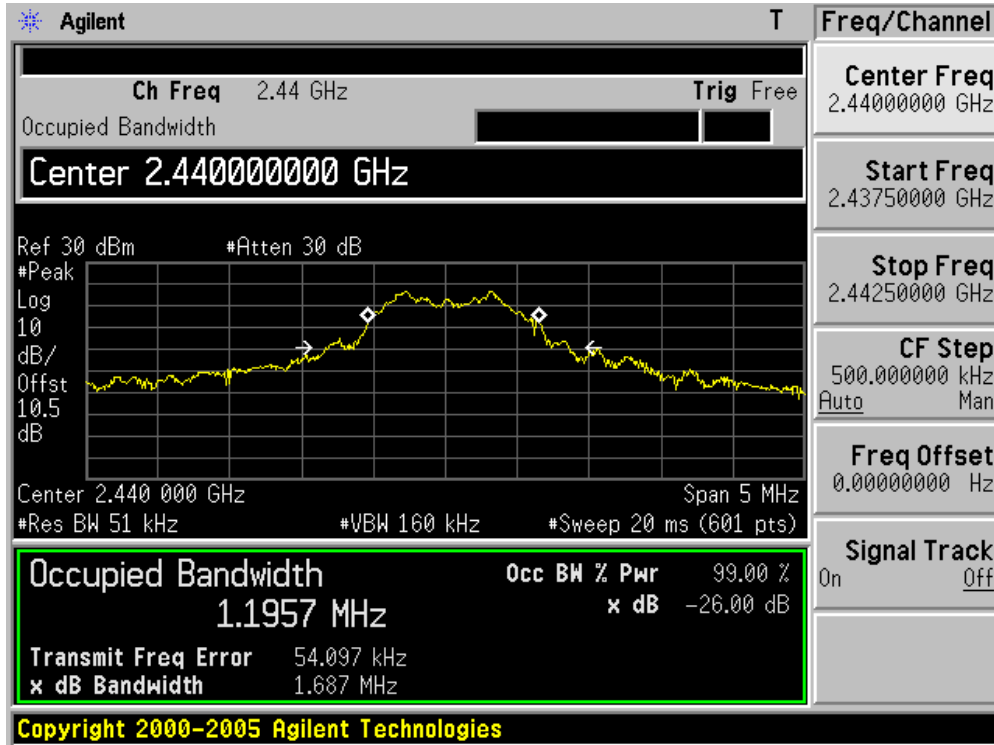 Agilent T
Ch Freq 2.44 GHz Trig Free
Occupied Bandwidth
Center 2.440000000 GHz
Ref 30 dBm #Atten 30 dB
#Peak
Log
10
dB/
Offst
10.5
dB
Center 2.440 000 GHz Span 5 MHz
#Res BW 51 kHz #VBW 160 kHz #Sweep 20 ms (601 pts)
Occupied Bandwidth Occ BW % Pwr 99.00 %
1.1957 MHz x dB -26.00 dB
Transmit Freq Error 54.097 kHz
x dB Bandwidth 1.687 MHz
Copyright 2000-2005 Agilent Technologies
Freq/Channel
Center Freq
2.44000000 GHz
Start Freq
2.43750000 GHz
Stop Freq
2.44250000 GHz
CF Step
500.000000 kHz
Auto Man
Freq Offset
0.00000000 Hz
Signal Track
On Off